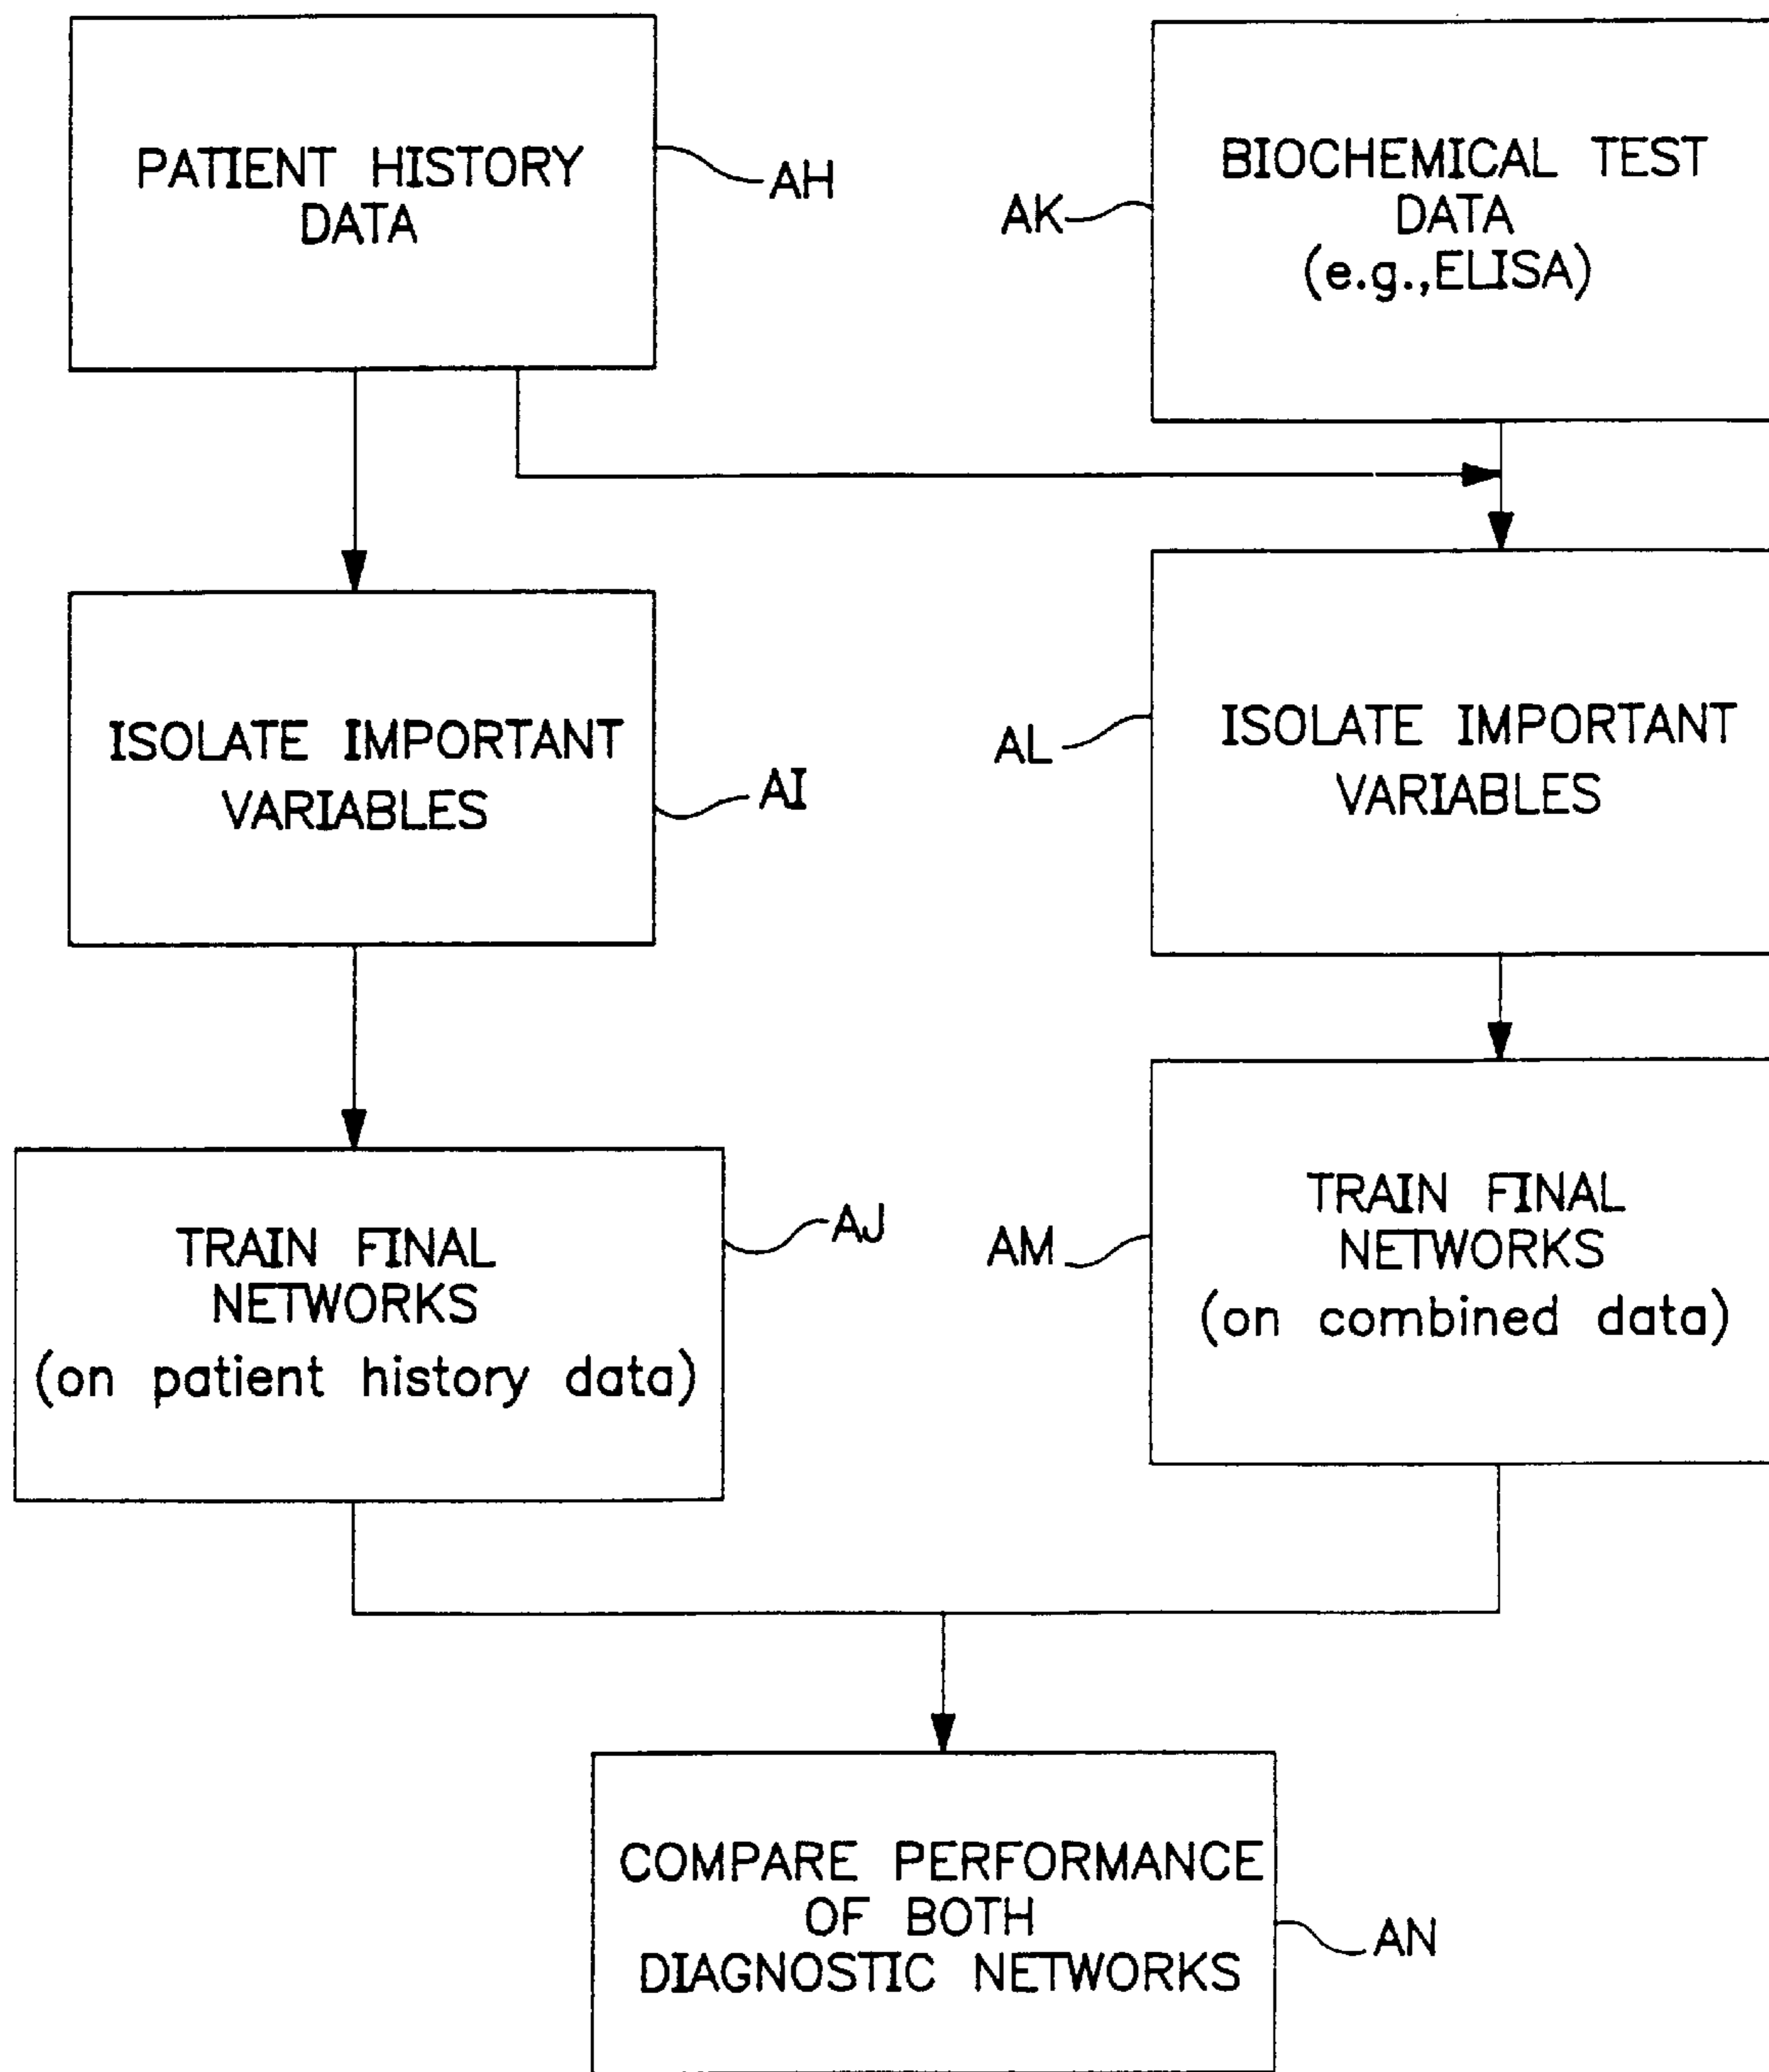 PATIENT HISTORY
DATA
AH
BIOCHEMICAL TEST
DATA
(e.g.,ELISA)
AK
ISOLATE IMPORTANT
VARIABLES
AI
ISOLATE IMPORTANT
VARIABLES
AL
TRAIN FINAL
NETWORKS
(on patient history data)
AJ
TRAIN FINAL
NETWORKS
(on combined data)
AM
COMPARE PERFORMANCE
OF BOTH
DIAGNOSTIC NETWORKS
AN